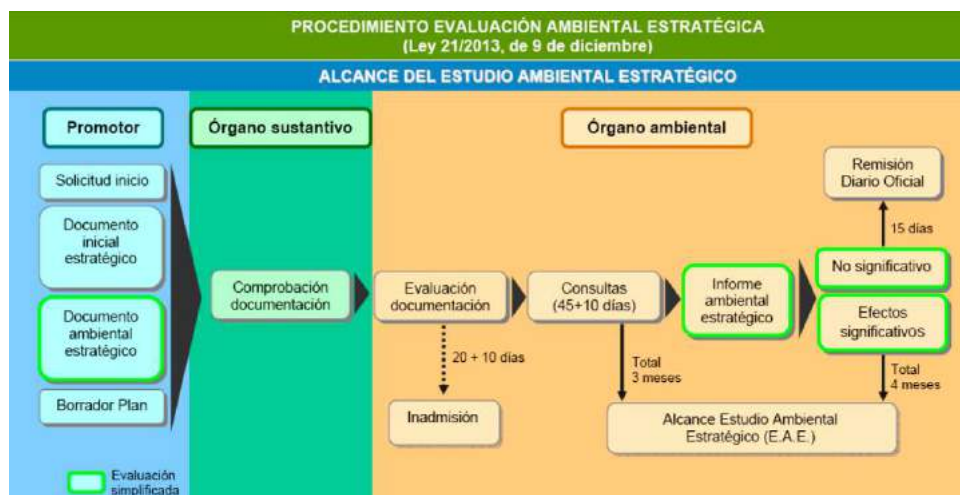 PROCEDIMIENTO EVALUACIÓN AMBIENTAL ESTRATÉGICA
(Ley 21/2013, de 9 de diciembre)
ALCANCE DEL ESTUDIO AMBIENTAL ESTRATÉGICO
Promotor
Órgano sustantivo
Órgano ambiental
Solicitud inicio
Documento
inicial
estratégico
Documento
ambiental
estratégico
Borrador Plan
Evaluación
simplificada
Comprobación
documentación
Evaluación
documentación
20 + 10 días
Inadmisión
Consultas
(45+10 días)
Total
3 meses
Informe
ambiental
estratégico
Remisión
Diario Oficial
15 días
No significativo
Efectos
significativos
Total
4 meses
Alcance Estudio Ambiental
Estratégico (E.A.E.)